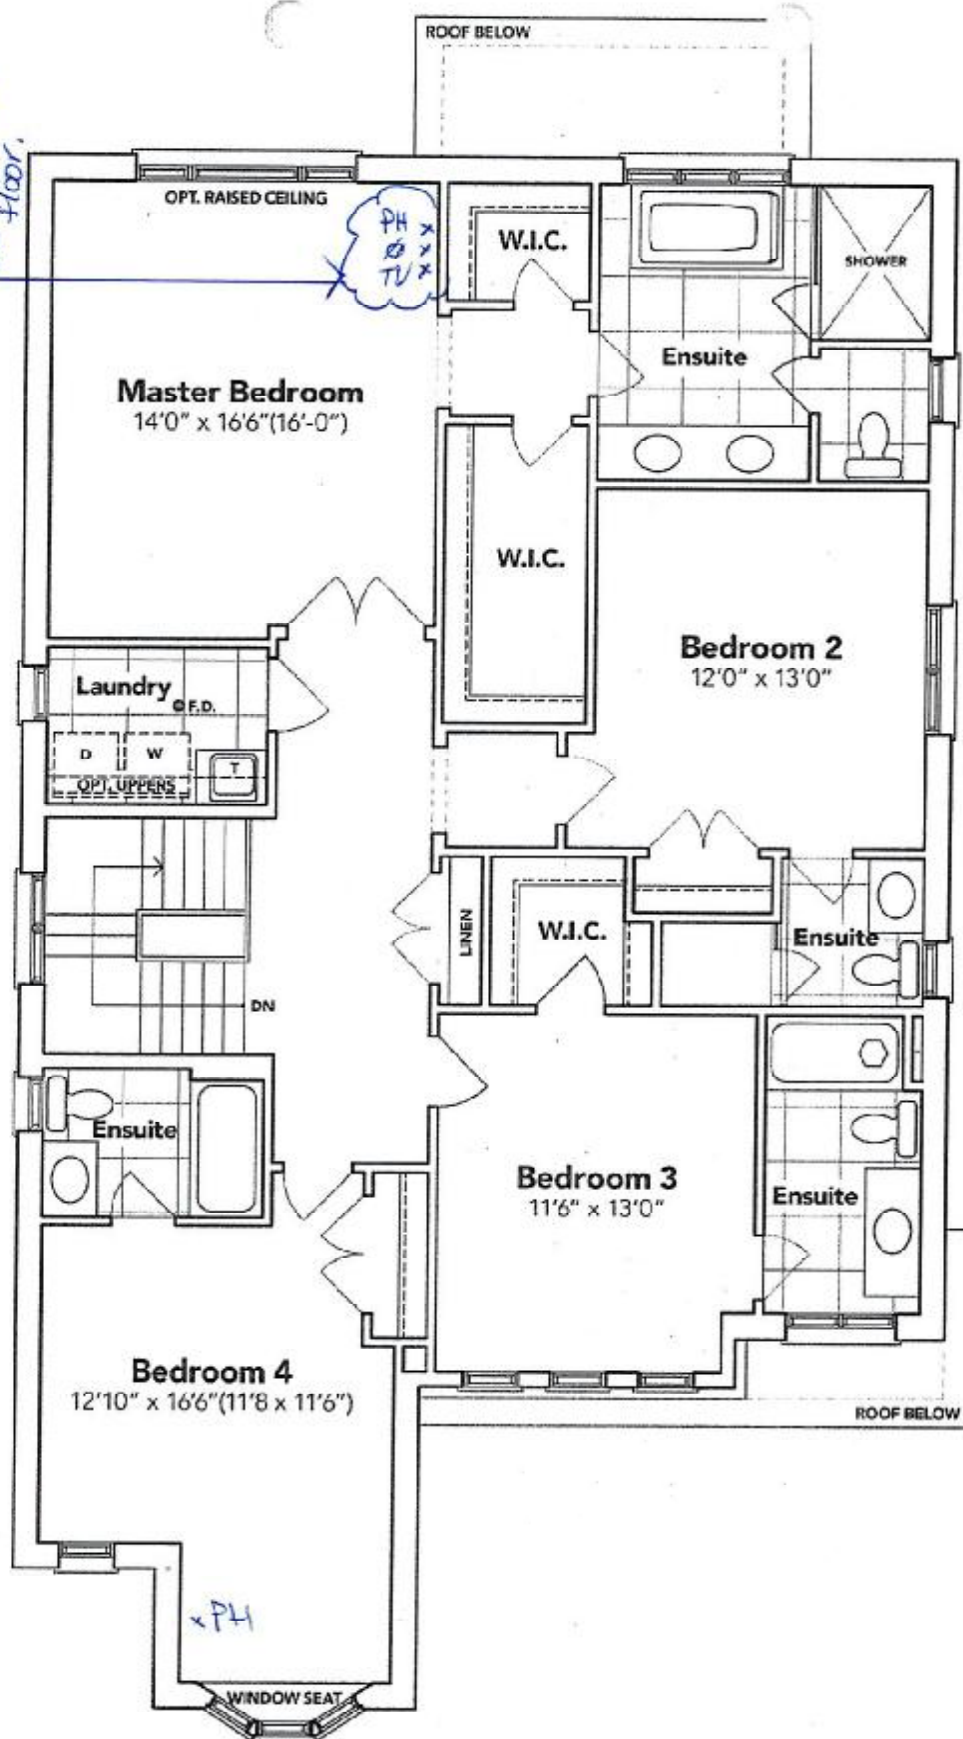 ROOF BELOW
floor.
OPT. RAISED CEILING
PH x
Ø x
TV x
W.I.C.
SHOWER
Ensuite
Master Bedroom
14'0" x 16'6"(16'-0")
W.I.C.
Bedroom 2
12'0" x 13'0"
Laundry
F.D.
D
W
T
OPT. UPPERS
LINEN
W.I.C.
Ensuite
DN
Ensuite
Bedroom 3
11'6" x 13'0"
Ensuite
Bedroom 4
12'10" x 16'6"(11'8 x 11'6")
ROOF BELOW
x PH
WINDOW SEAT